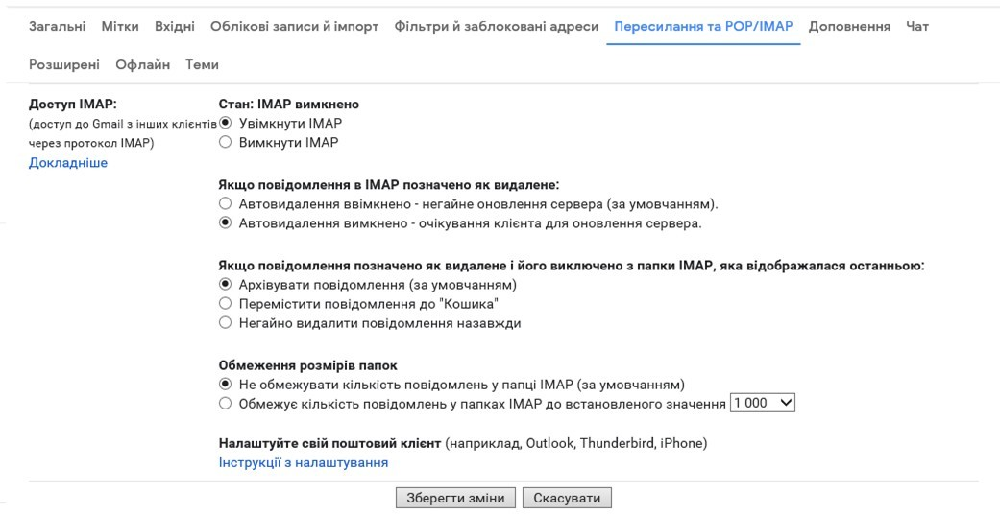 Загальні Мітки Вхідні Облікові записи й імпорт Фільтри й заблоковані адреси Пересилання та POP/IMAP Доповнення Чат
Розширені Офлайн Теми
Доступ IMAP:
(доступ до Gmail з інших клієнтів
через протокол IMAP)
Докладніше
Стан: IMAP вимкнено
Увімкнути IMAP
Вимкнути IMAP
Якщо повідомлення в IMAP позначено як видалене:
Автовидалення ввімкнено - негайне оновлення сервера (за умовчанням).
Автовидалення вимкнено - очікування клієнта для оновлення сервера.
Якщо повідомлення позначено як видалене і його виключено з папки IMAP, яка відображалася останньою:
Архівувати повідомлення (за умовчанням)
Перемістити повідомлення до "Кошика"
Негайно видалити повідомлення назавжди
Обмеження розмірів папок
Не обмежувати кількість повідомлень у папці IMAP (за умовчанням)
Обмежує кількість повідомлень у папках IMAP до встановленого значення 1 000
Налаштуйте свій поштовий клієнт (наприклад, Outlook, Thunderbird, iPhone)
Інструкції з налаштування
Зберегти зміни Скасувати